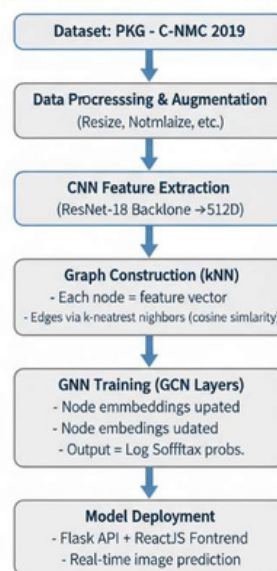 Dataset: PKG - C-NMC 2019
Data Processsing & Augmentation
(Resize, Notmlaize, etc.)
CNN Feature Extraction
(ResNet-18 Backlone →512D)
Graph Construction (kNN)
- Each node = feature vector
- Edges via k-neatrest nighbors (cosine simlarity)
GNN Training (GCN Layers)
- Node emmbeddings upated
- Node embedings udated
- Output = Log Soffftax probs.
Model Deployment
- Flask API + ReactJS Fontrend
- Real-time image prediction